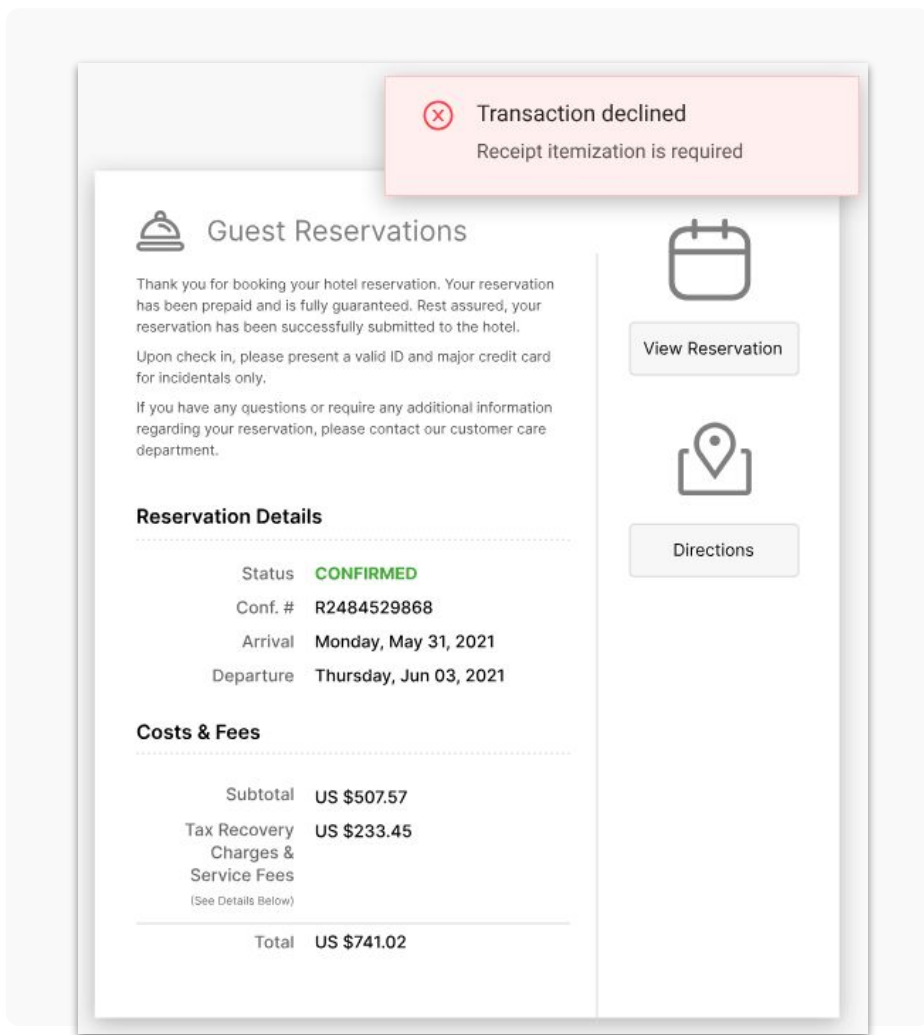 Transaction declined
Receipt itemization is required
Guest Reservations
Thank you for booking your hotel reservation. Your reservation
has been prepaid and is fully guaranteed. Rest assured, your
reservation has been successfully submitted to the hotel.
Upon check in, please present a valid ID and major credit card
for incidentals only.
If you have any questions or require any additional information
regarding your reservation, please contact our customer care
department.
View Reservation
Directions
Reservation Details
Status CONFIRMED
Conf. # R2484529868
Arrival Monday, May 31, 2021
Departure Thursday, Jun 03, 2021
Costs & Fees
Subtotal US $507.57
Tax Recovery US $233.45
Charges &
Service Fees
(See Details Below)
Total US $741.02